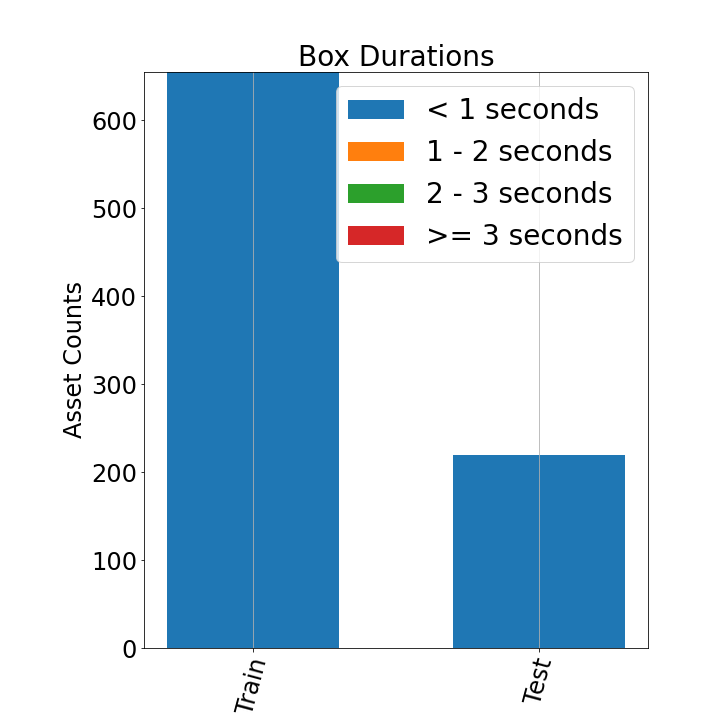 Box Durations
< 1 seconds
1 - 2 seconds
2 - 3 seconds
>= 3 seconds
Asset Counts
600
500
400
300
200
100
0
Train
Test